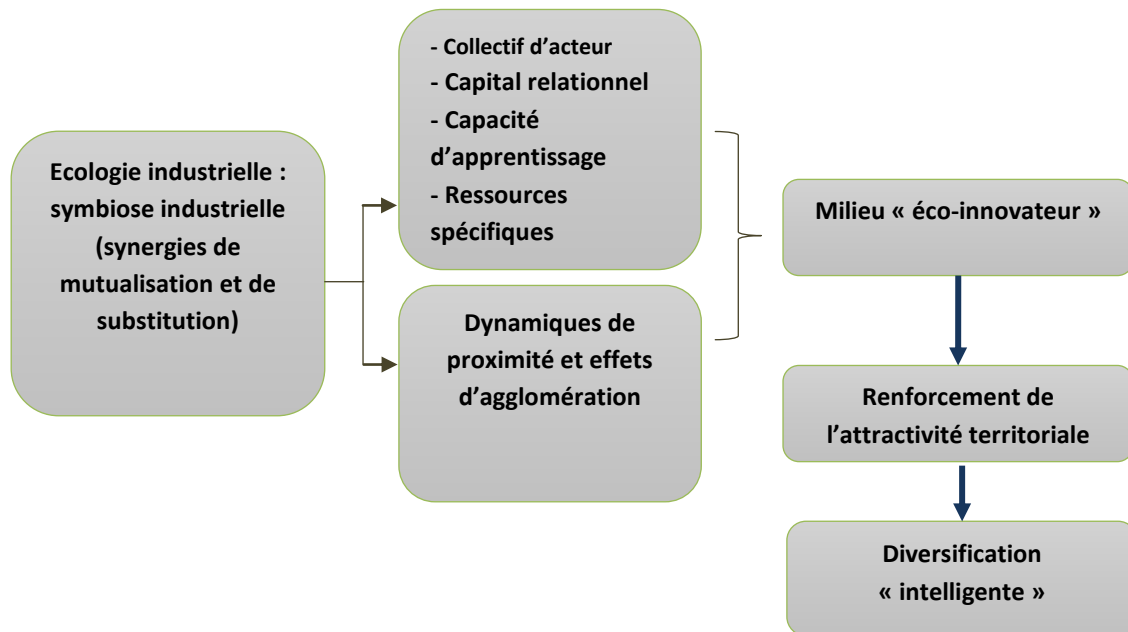 Ecologie industrielle :
symbiose industrielle
(synergies de
mutualisation et de
substitution)
- Collectif d’acteur
- Capital relationnel
- Capacité
d’apprentissage
- Ressources
spécifiques
Dynamiques de
proximité et effets
d’agglomération
Milieu « éco-innovateur »
Renforcement de
l’attractivité territoriale
Diversification
« intelligente »